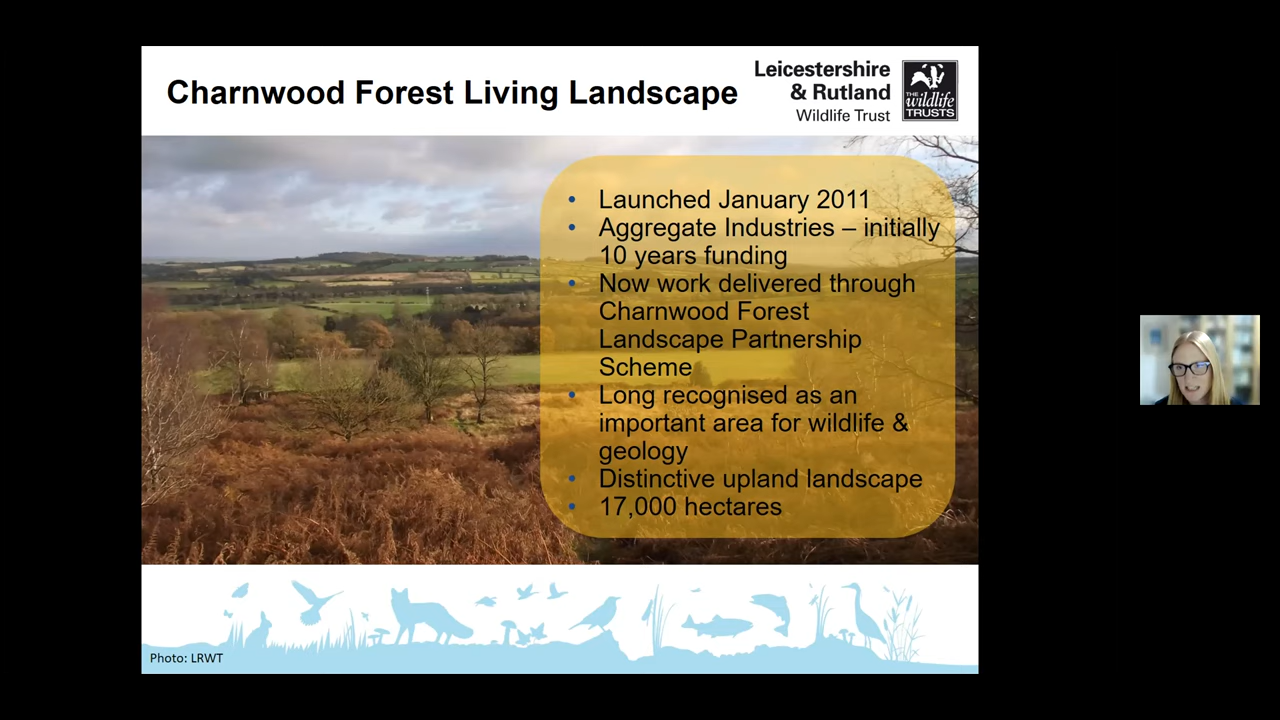 Charnwood Forest Living Landscape
Leicestershire
& Rutland
Wildlife Trust
THE
wildlife
TRUSTS
• Launched January 2011
• Aggregate Industries – initially
10 years funding
• Now work delivered through
Charnwood Forest
Landscape Partnership
Scheme
• Long recognised as an
important area for wildlife &
geology
• Distinctive upland landscape
• 17,000 hectares
Photo: LRWT